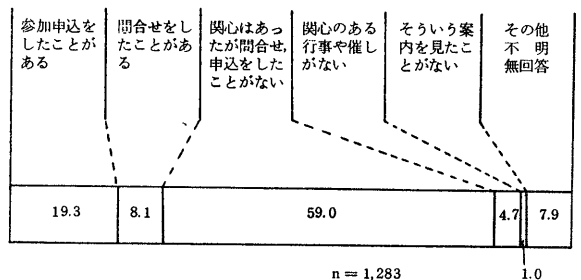 参加申込を
したことが
ある
問合せをし
たことがあ
る
関心はあっ
たが問合せ,
申込をした
ことがない
関心のある
行事や催し
がない
そういう案
内を見たこ
とがない
その他
不明
無回答
19.3
8.1
59.0
4.7
7.9
n = 1,283
1.0